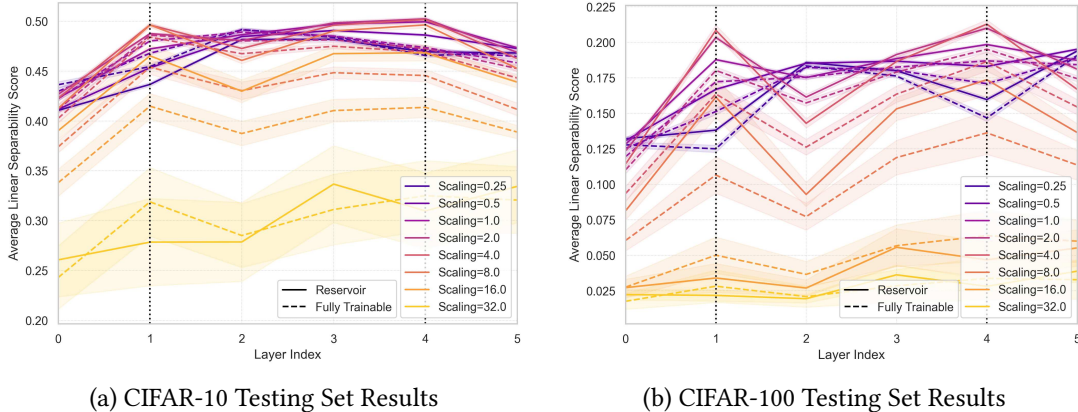 Average Linear Separability Score
0.50
0.45
0.40
0.35
0.30
0.25
0.20
0
1
2
3
4
5
Layer Index
Reservoir
Fully Trainable
Scaling=0.25
Scaling=0.5
Scaling=1.0
Scaling=2.0
Scaling=4.0
Scaling=8.0
Scaling=16.0
Scaling=32.0
(a) CIFAR-10 Testing Set Results
Average Linear Separability Score
0.225
0.200
0.175
0.150
0.125
0.100
0.075
0.050
0.025
0
1
2
3
4
5
Layer Index
Reservoir
Fully Trainable
Scaling=0.25
Scaling=0.5
Scaling=1.0
Scaling=2.0
Scaling=4.0
Scaling=8.0
Scaling=16.0
Scaling=32.0
(b) CIFAR-100 Testing Set Results